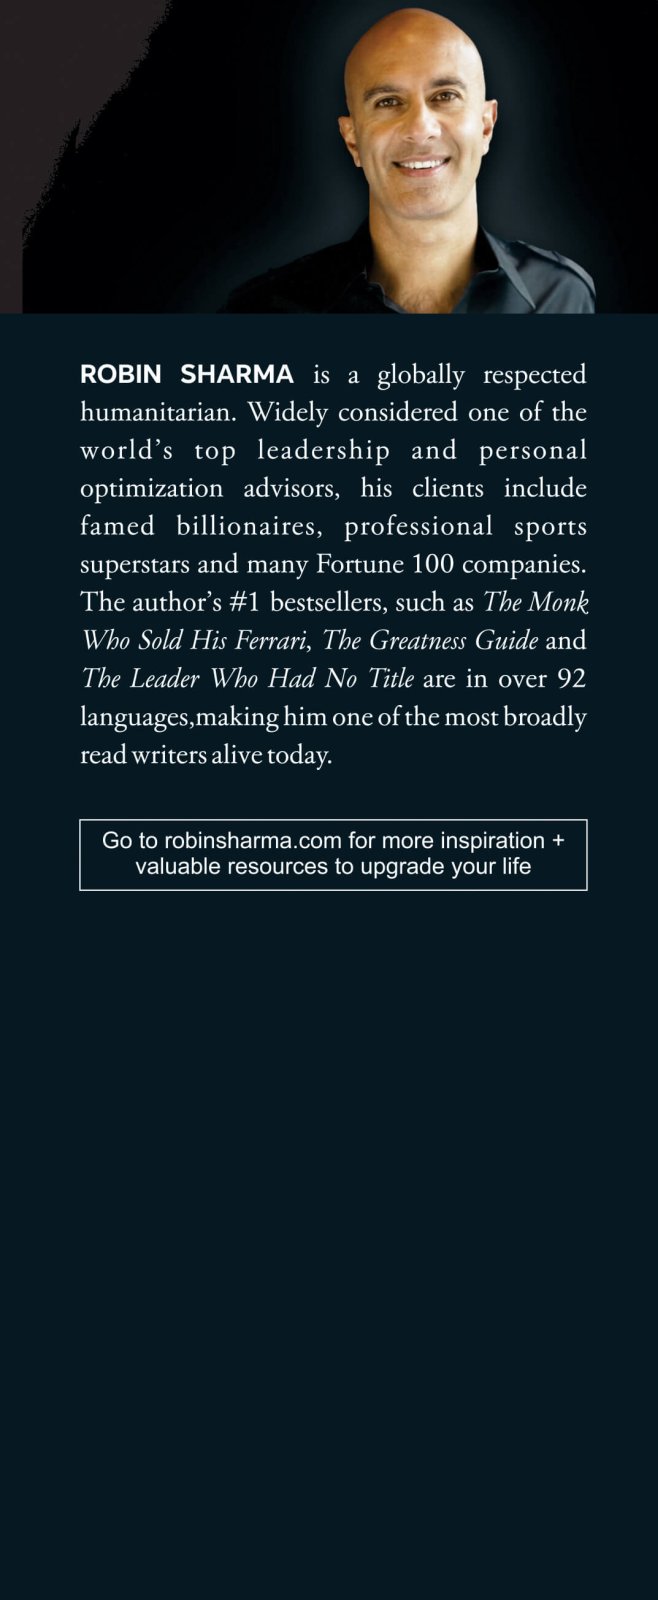 ROBIN SHARMA is a globally respected
humanitarian. Widely considered one of the
world's top leadership and personal
optimization advisors, his clients include
famed billionaires, professional sports
superstars and many Fortune 100 companies.
The author's #1 bestsellers, such as The Monk
Who Sold His Ferrari, The Greatness Guide and
The Leader Who Had No Title are in over 92
languages,making him one of the most broadly
read writers alive today.
Go to robinsharma.com for more inspiration +
valuable resources to upgrade your life